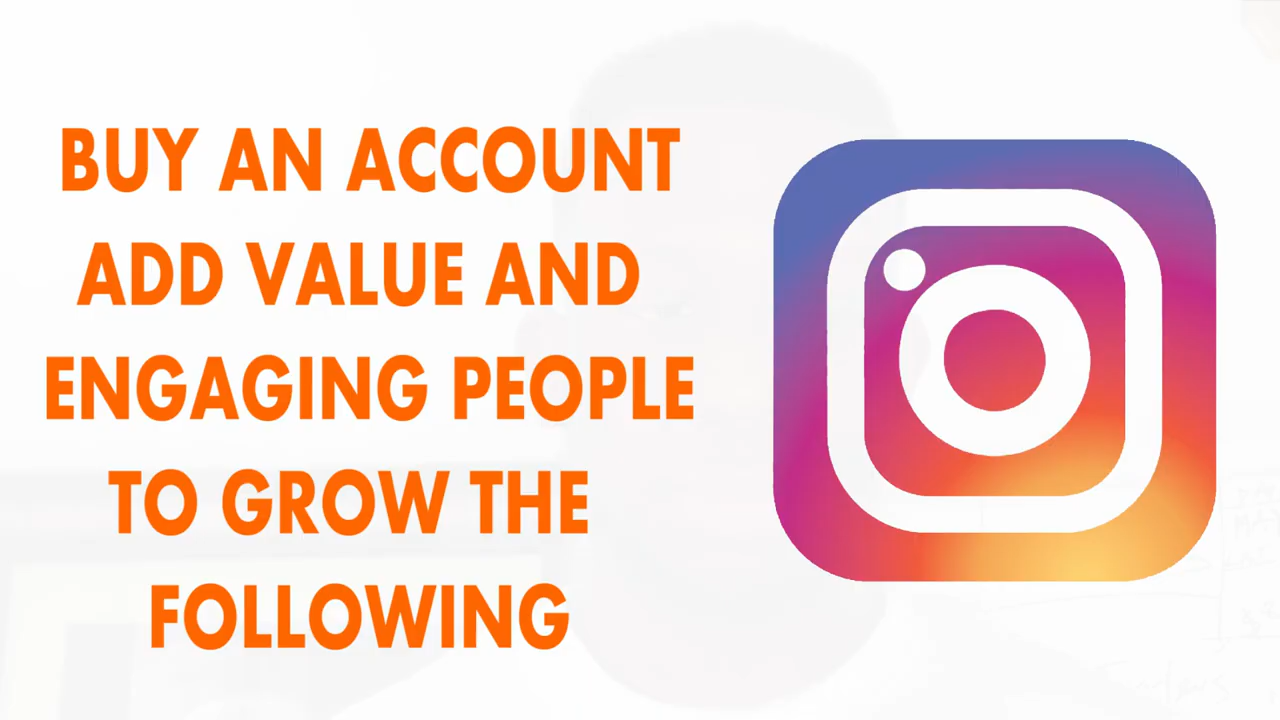 BUY AN ACCOUNT
ADD VALUE AND
ENGAGING PEOPLE
TO GROW THE
FOLLOWING